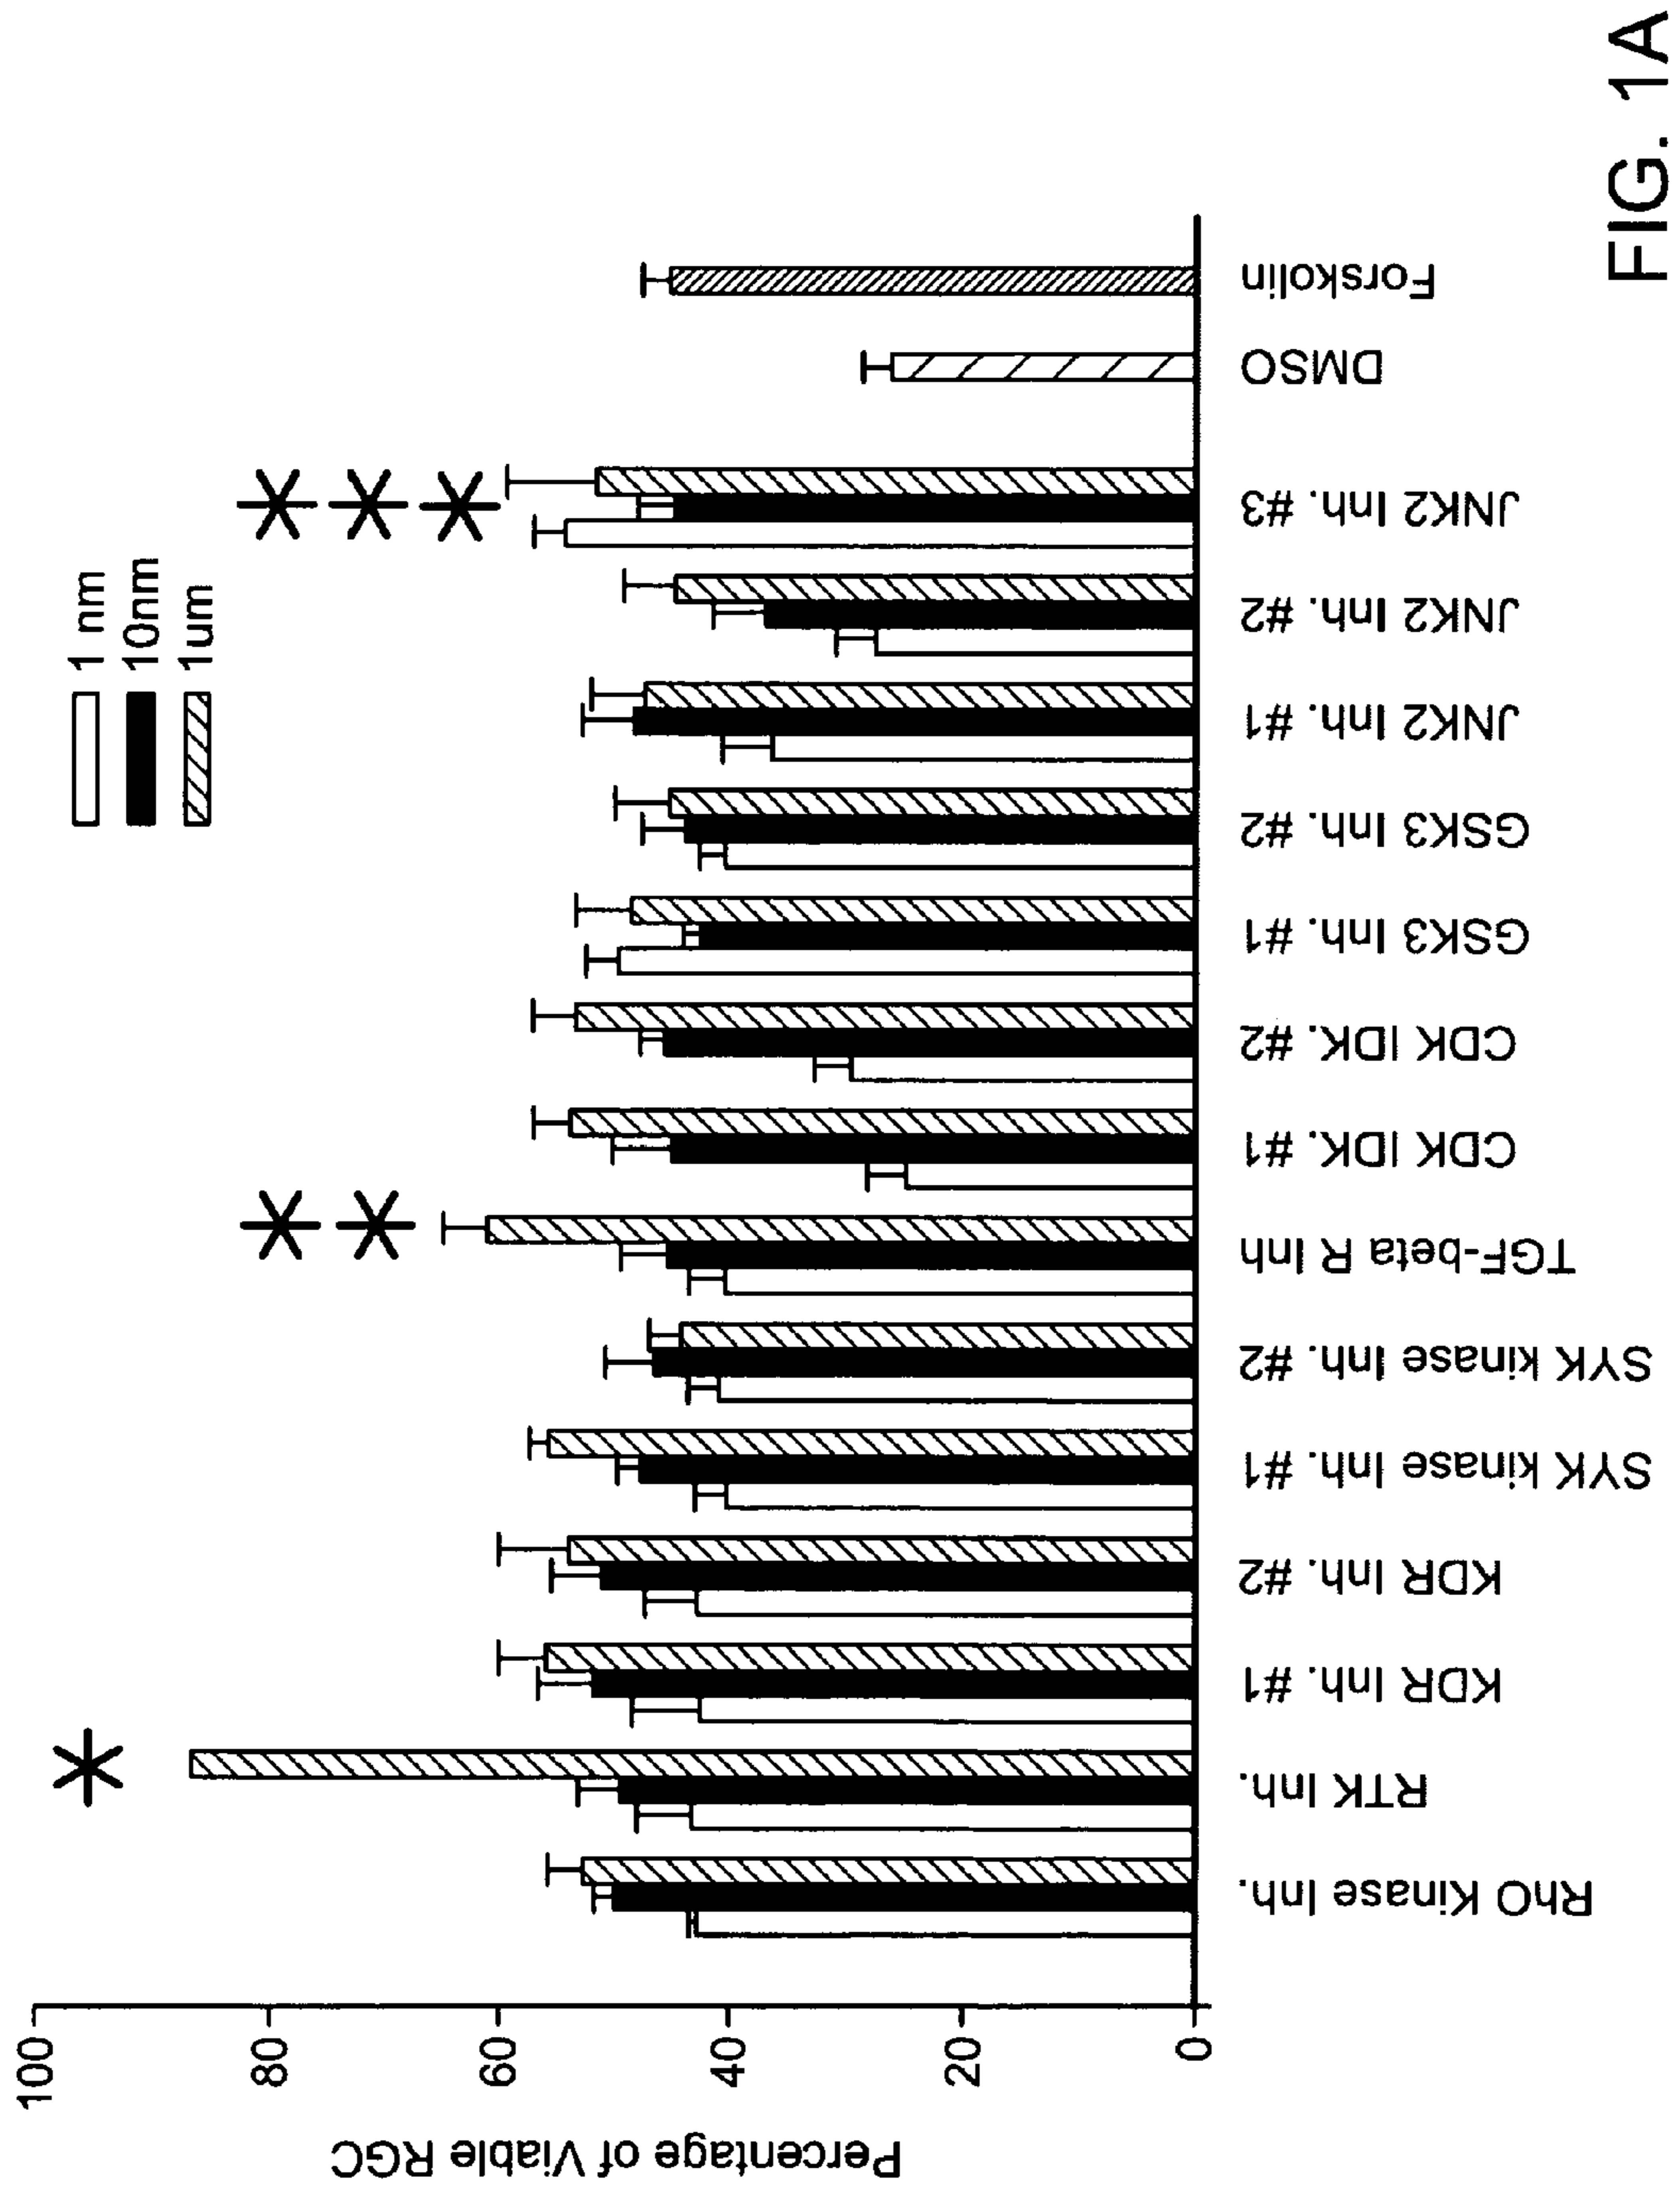 1 nm
10nm
1um
Percentage of Viable RGC
100
80
60
40
20
0
RhO Kinase Inh.
RTK Inh.
KDR Inh. #1
KDR Inh. #2
SYK kinase Inh. #1
SYK kinase Inh. #2
TGF-beta R Inh
CDK IDK. #1
CDK IDK. #2
GSK3 Inh. #1
GSK3 Inh. #2
JNK2 Inh. #1
JNK2 Inh. #2
JNK2 Inh. #3
DMSO
Forskolin
FIG. 1A